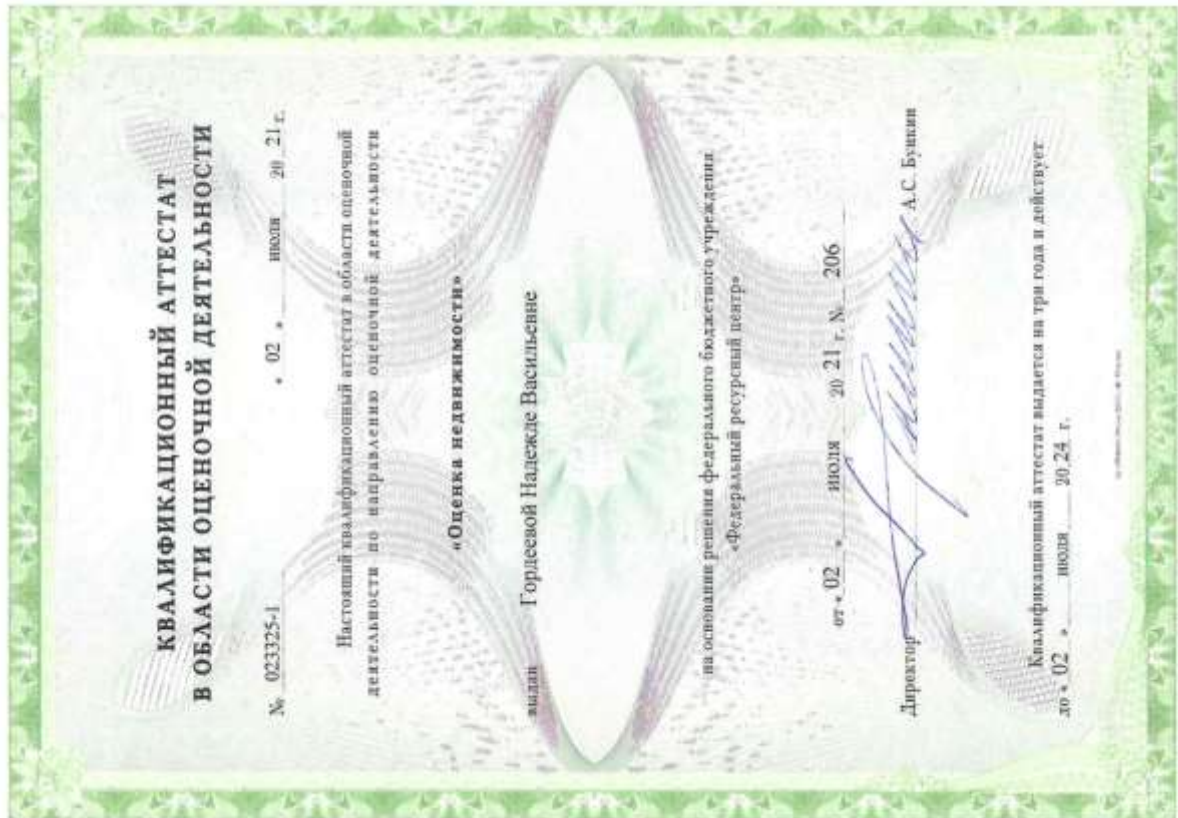 КВАЛИФИКАЦИОННЫЙ АТТЕСТАТ
В ОБЛАСТИ ОЦЕНОЧНОЙ ДЕЯТЕЛЬНОСТИ
№ 023325-1 « 02 » июля 20 21 г.
Настоящий квалификационный аттестат в области оценочной
деятельности по направлению оценочной деятельности
«Оценка недвижимости»
выдан Гордеевой Надежде Васильевне
на основании решения федерального бюджетного учреждения
«Федеральный ресурсный центр»
от « 02 » июля 20 21 г. № 206
Директор А.С. Бункин
Квалификационный аттестат выдается на три года и действует
до « 02 » июля 20 24 г.